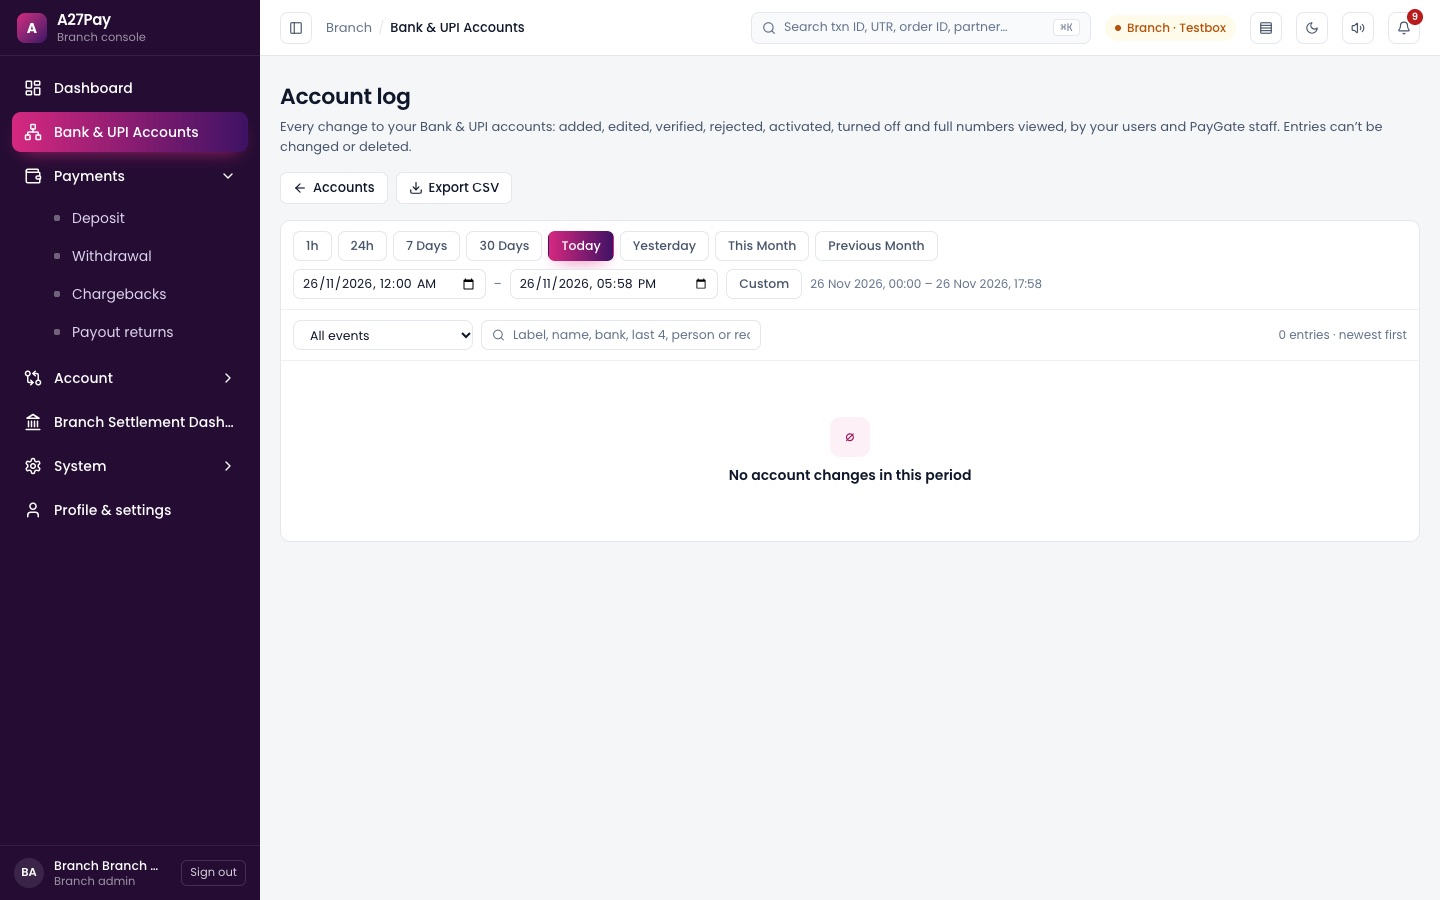 A
A27Pay
Branch console
Dashboard
Bank & UPI Accounts
Payments
Deposit
Withdrawal
Chargebacks
Payout returns
Account
Branch Settlement Dash...
System
Profile & settings
BA
Branch Branch ...
Branch admin
Sign out
Branch / Bank & UPI Accounts
Search txn ID, UTR, order ID, partner...
⌘K
Branch · Testbox
9
Account log
Every change to your Bank & UPI accounts: added, edited, verified, rejected, activated, turned off and full numbers viewed, by your users and PayGate staff. Entries can't be
changed or deleted.
Accounts
Export CSV
1h
24h
7 Days
30 Days
Today
Yesterday
This Month
Previous Month
26/11/2026, 12:00 AM
–
26/11/2026, 05:58 PM
Custom
26 Nov 2026, 00:00 – 26 Nov 2026, 17:58
All events
Label, name, bank, last 4, person or rec
0 entries · newest first
No account changes in this period